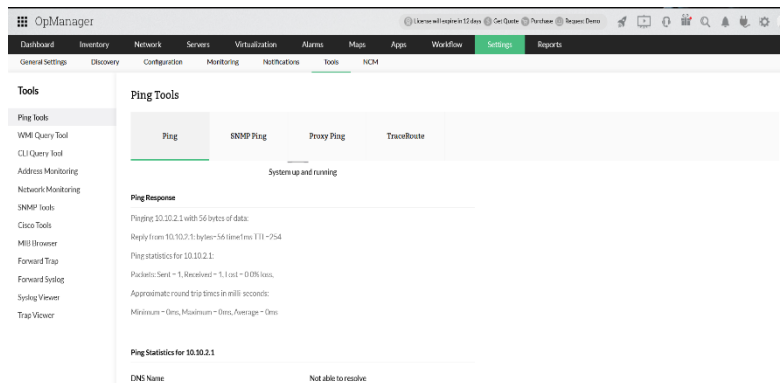 OpManager
License will expire in 12 days Get Quote Purchase Request Demo
Dashboard Inventory Network Servers Virtualization Alarms Maps Apps Workflow Settings Reports
General Settings Discovery Configuration Monitoring Notifications Tools NCM
Tools
Ping Tools
WMI Query Tool
CLI Query Tool
Address Monitoring
Network Monitoring
SNMP Tools
Cisco Tools
MIB Browser
Forward Trap
Forward Syslog
Syslog Viewer
Trap Viewer
Ping Tools
Ping SNMP Ping Proxy Ping TraceRoute
System up and running
Ping Response
Pinging 10.10.2.1 with 56 bytes of data:
Reply from 10.10.2.1: bytes=56 time1ms TTL=254
Ping statistics for 10.10.2.1:
Packets: Sent = 1, Received = 1, Lost = 0 0% loss,
Approximate round trip times in milli-seconds:
Minimum = 0ms, Maximum = 0ms, Average = 0ms
Ping Statistics for 10.10.2.1
DNS Name Not able to resolve